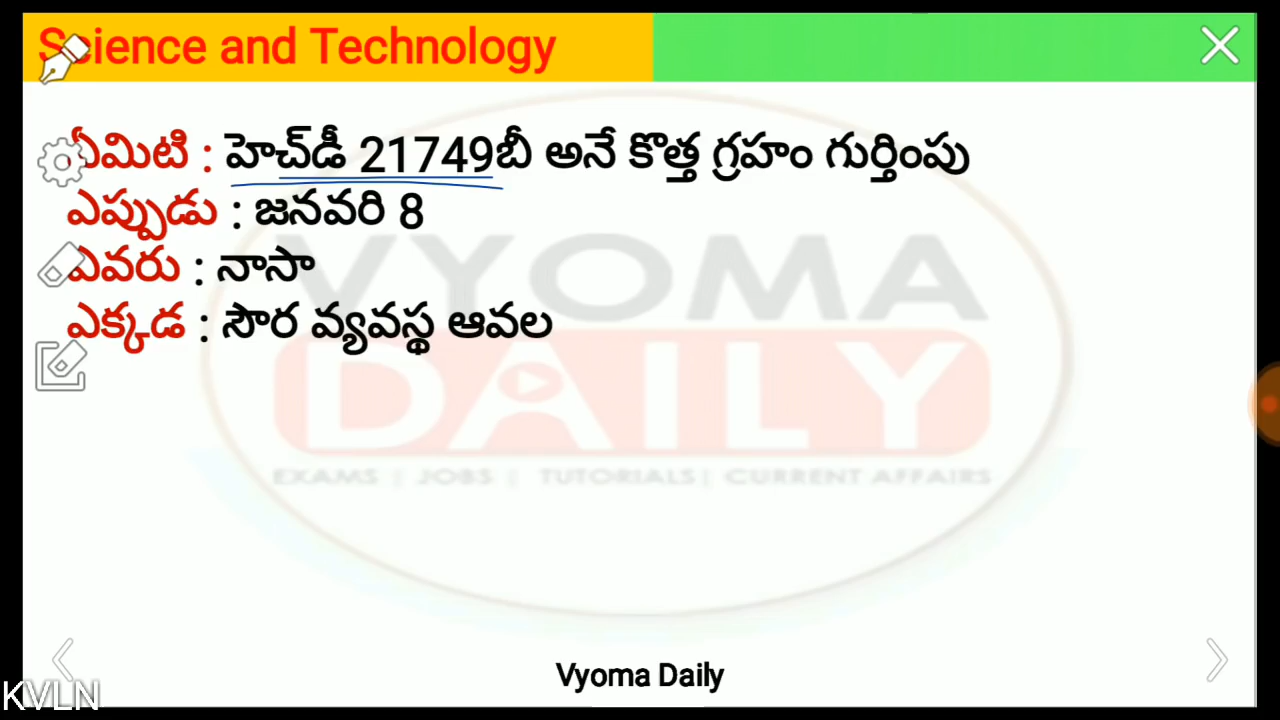 Science and Technology
ఏమిటి : హెచ్‌డీ 21749బీ అనే కొత్త గ్రహం గుర్తింపు
ఎప్పుడు : జనవరి 8
ఎవరు : నాసా
ఎక్కడ : సౌర వ్యవస్థ ఆవల
VYOMA
DAILY
EXAMS | JOBS | TUTORIALS | CURRENT AFFAIRS
Vyoma Daily
KVLN